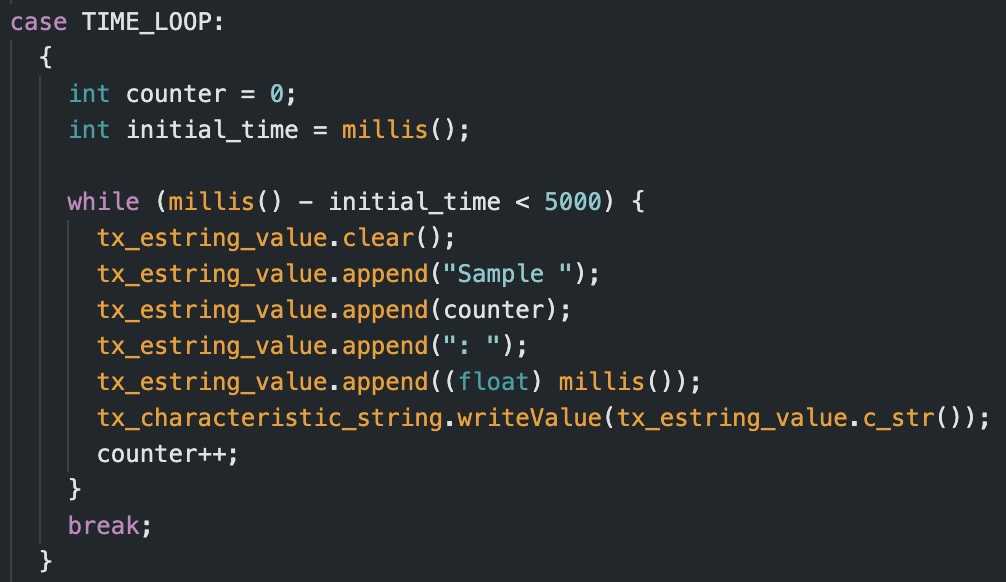 case TIME_LOOP:
{
int counter = 0;
int initial_time = millis();
while (millis() - initial_time < 5000) {
tx_estring_value.clear();
tx_estring_value.append("Sample ");
tx_estring_value.append(counter);
tx_estring_value.append(": ");
tx_estring_value.append((float) millis());
tx_characteristic_string.writeValue(tx_estring_value.c_str());
counter++;
}
break;
}